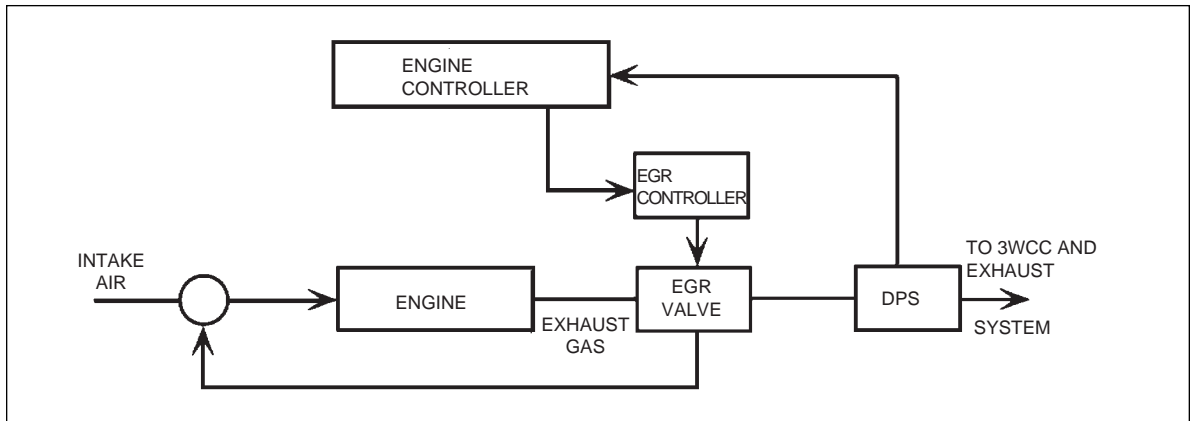 ENGINE
CONTROLLER
EGR
CONTROLLER
INTAKE
AIR
ENGINE
EXHAUST
GAS
EGR
VALVE
DPS
TO 3WCC AND
EXHAUST
SYSTEM